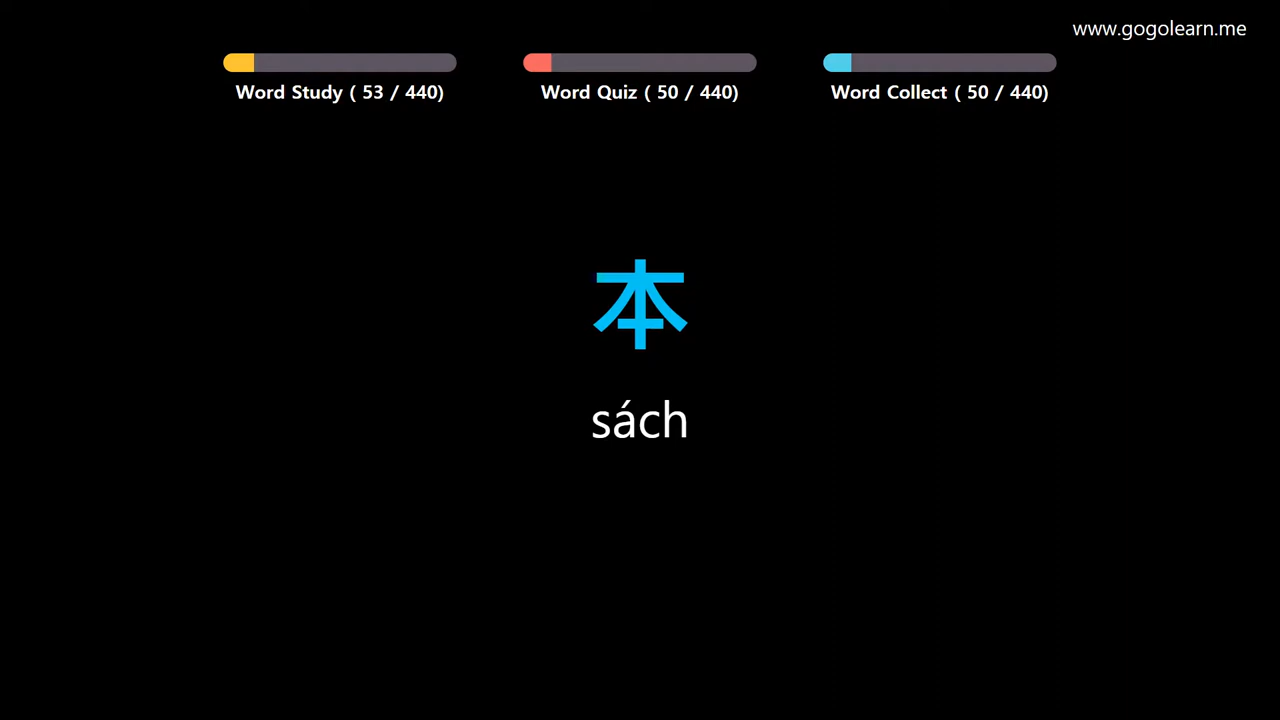 www.gogolearn.me
Word Study ( 53 / 440)
Word Quiz ( 50 / 440)
Word Collect ( 50 / 440)
本
sách